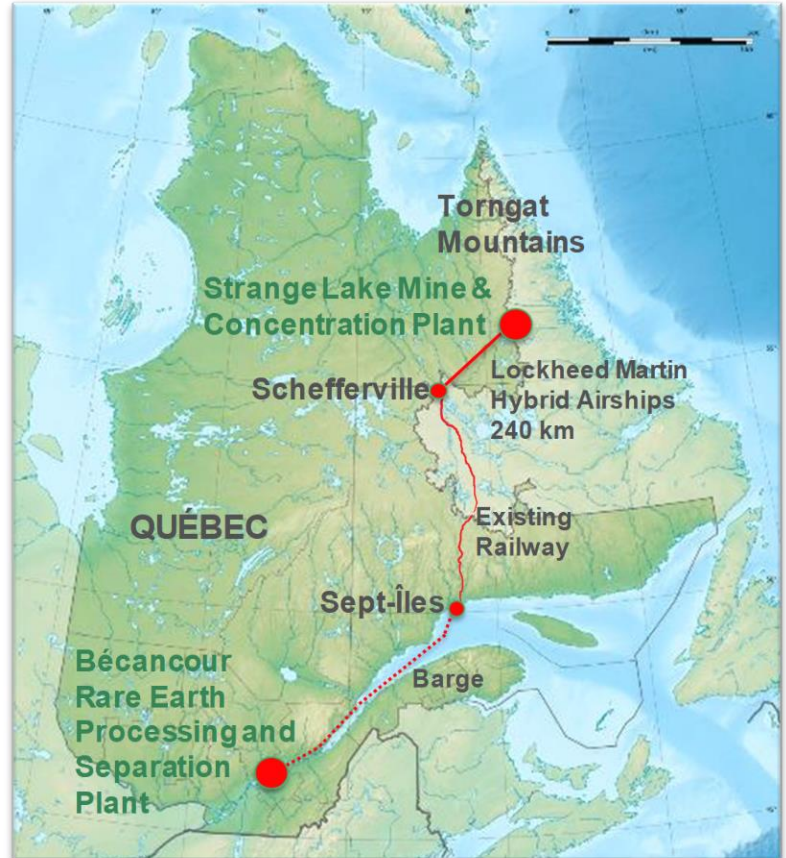 Torngat
Mountains
Strange Lake Mine &
Concentration Plant
Lockheed Martin
Hybrid Airships
240 km
Schefferville
QUÉBEC
Existing
Railway
Sept-Îles
Barge
Bécancour
Rare Earth
Processing and
Separation
Plant